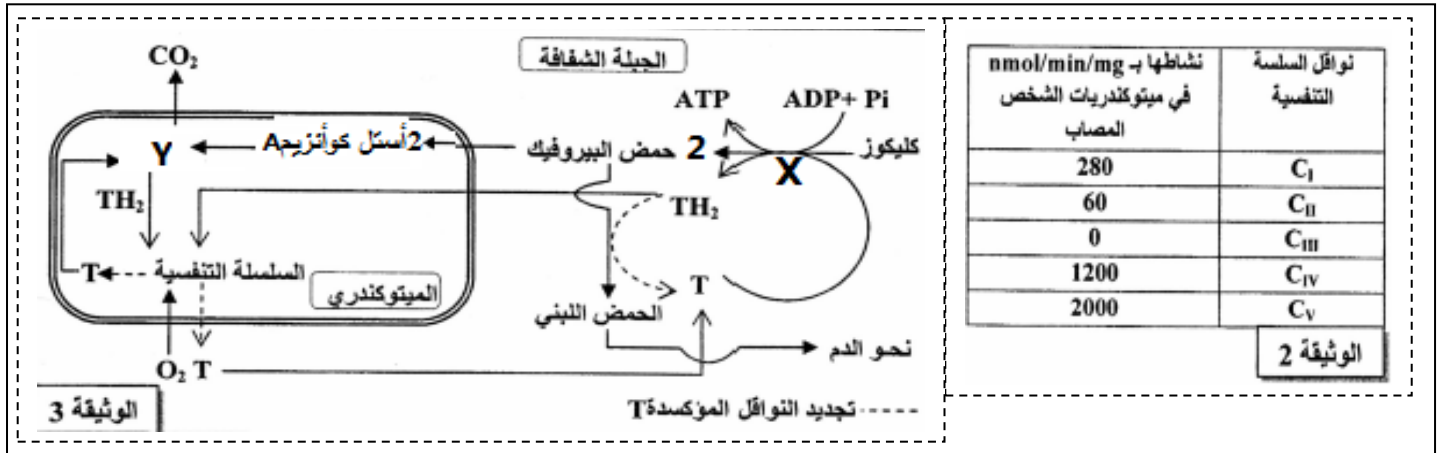 الجبلة الشفافة
CO₂
ATP
ADP+ Pi
كليكوز
X
2 حمض البيروفيك
2أستل كوأنزيمA
Y
TH₂
TH₂
T
السلسلة التنفسية
T
الميتوكندري
الحمض اللبني
نحو الدم
O₂ T
تجديد النواقل المؤكسدةT
الوثيقة 3
نواقل السلسة التنفسية
نشاطها بـ nmol/min/mg
في ميتوكندريات الشخص
المصاب
C_I 280
C_II 60
C_III 0
C_IV 1200
C_V 2000
الوثيقة 2